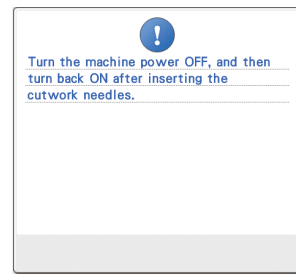 Turn the machine power OFF, and then
turn back ON after inserting the
cutwork needles.